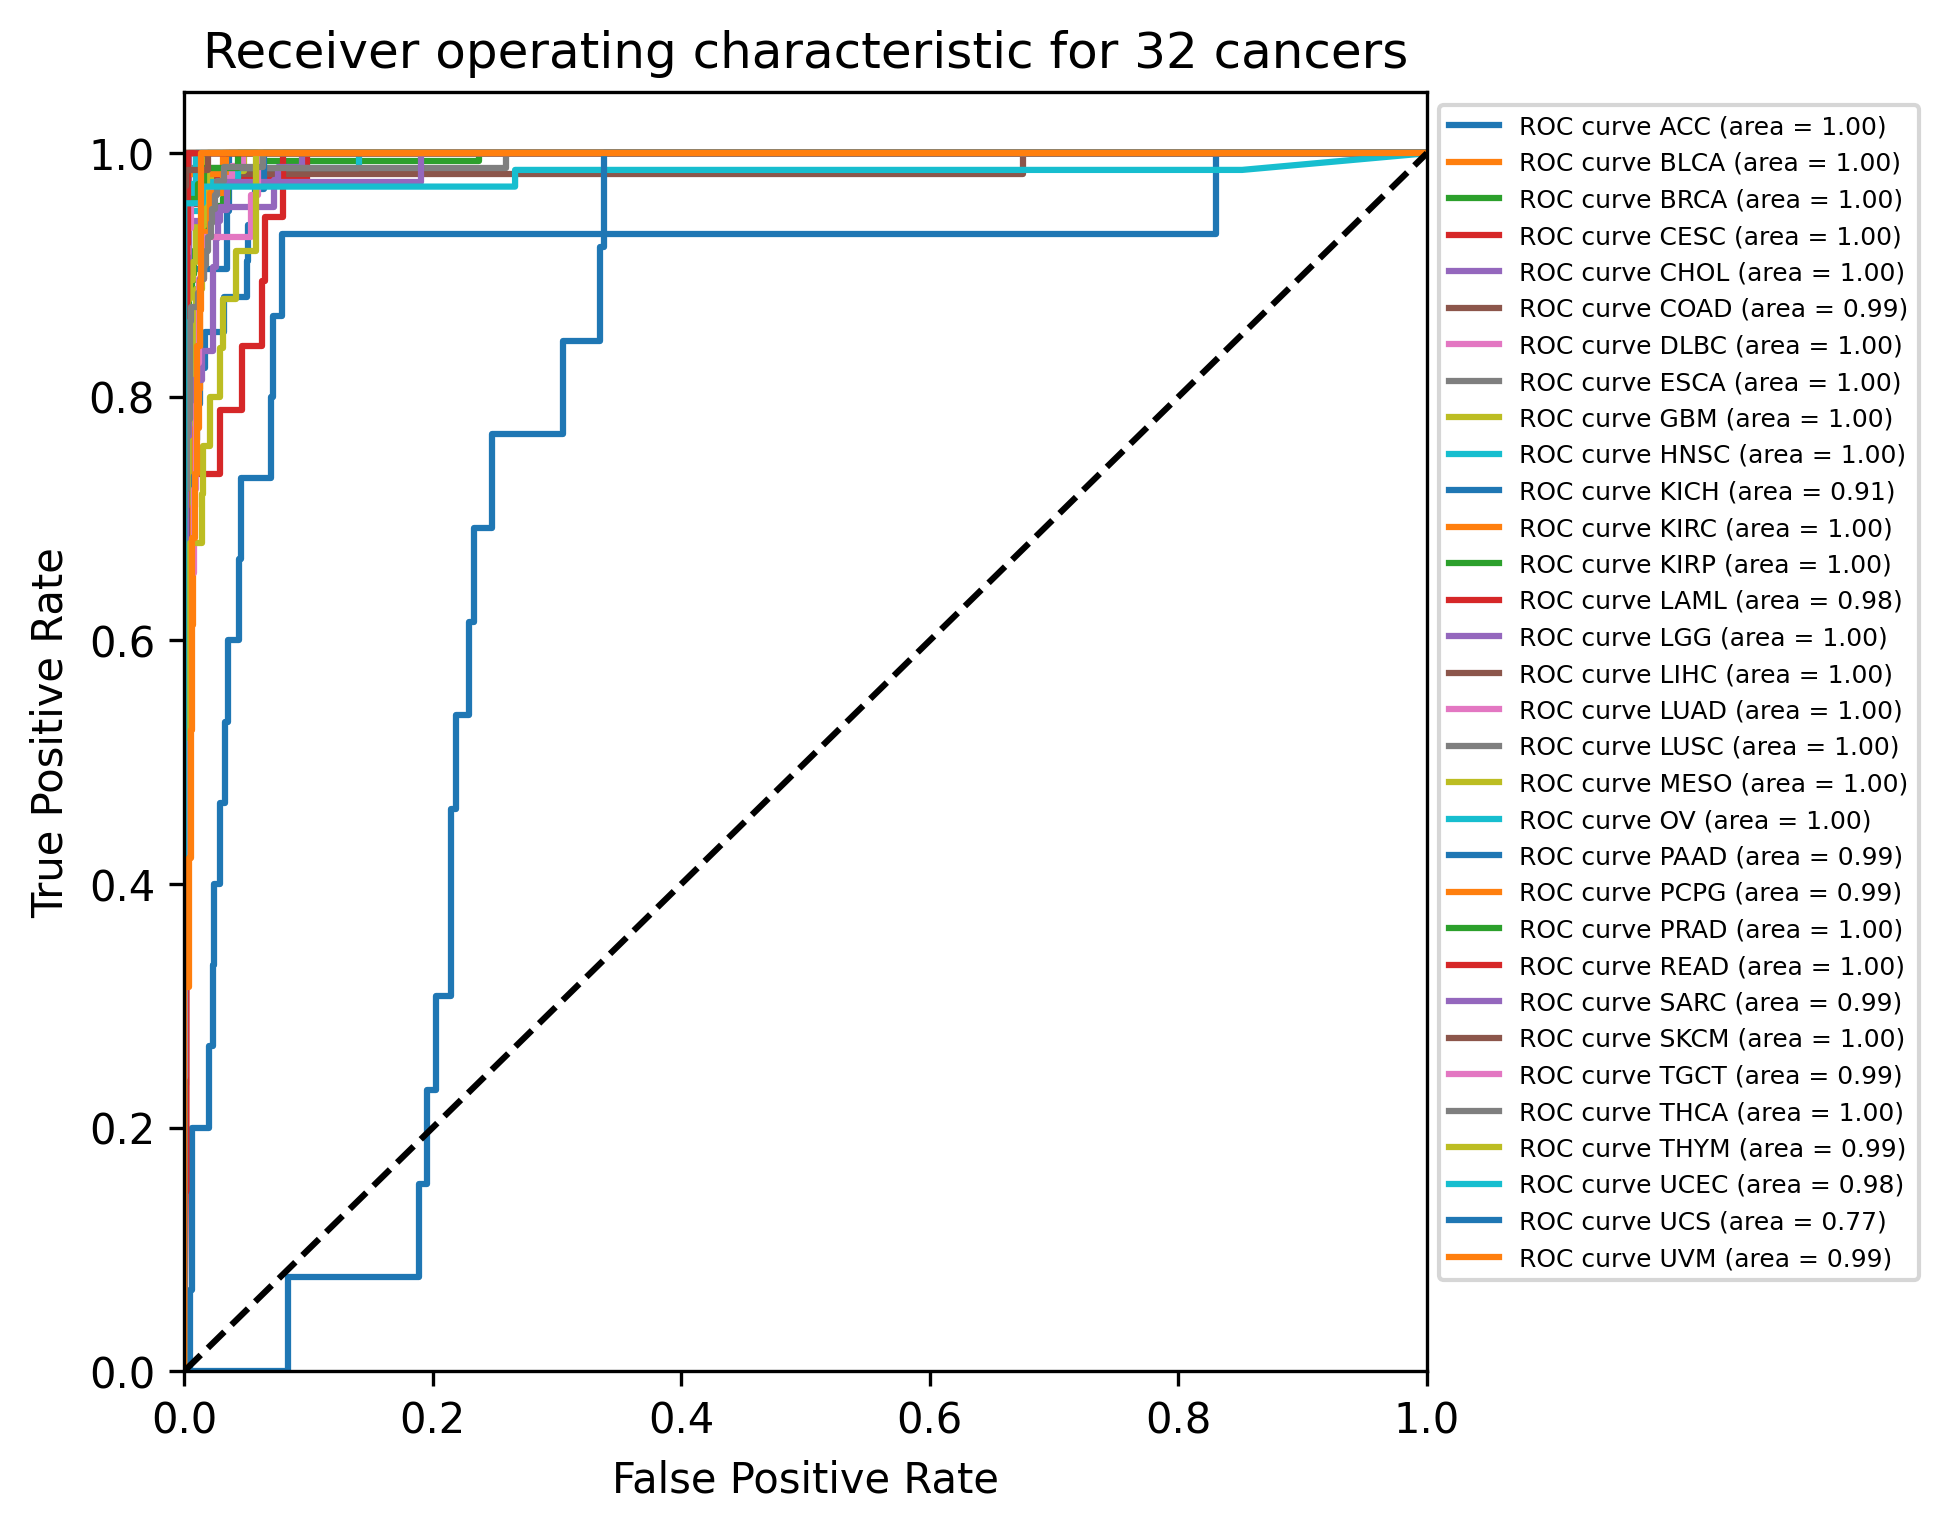 Receiver operating characteristic for 32 cancers
True Positive Rate
1.0
0.8
0.6
0.4
0.2
0.0
0.0 0.2 0.4 0.6 0.8 1.0
False Positive Rate
ROC curve ACC (area = 1.00)
ROC curve BLCA (area = 1.00)
ROC curve BRCA (area = 1.00)
ROC curve CESC (area = 1.00)
ROC curve CHOL (area = 1.00)
ROC curve COAD (area = 0.99)
ROC curve DLBC (area = 1.00)
ROC curve ESCA (area = 1.00)
ROC curve GBM (area = 1.00)
ROC curve HNSC (area = 1.00)
ROC curve KICH (area = 0.91)
ROC curve KIRC (area = 1.00)
ROC curve KIRP (area = 1.00)
ROC curve LAML (area = 0.98)
ROC curve LGG (area = 1.00)
ROC curve LIHC (area = 1.00)
ROC curve LUAD (area = 1.00)
ROC curve LUSC (area = 1.00)
ROC curve MESO (area = 1.00)
ROC curve OV (area = 1.00)
ROC curve PAAD (area = 0.99)
ROC curve PCPG (area = 0.99)
ROC curve PRAD (area = 1.00)
ROC curve READ (area = 1.00)
ROC curve SARC (area = 0.99)
ROC curve SKCM (area = 1.00)
ROC curve TGCT (area = 0.99)
ROC curve THCA (area = 1.00)
ROC curve THYM (area = 0.99)
ROC curve UCEC (area = 0.98)
ROC curve UCS (area = 0.77)
ROC curve UVM (area = 0.99)